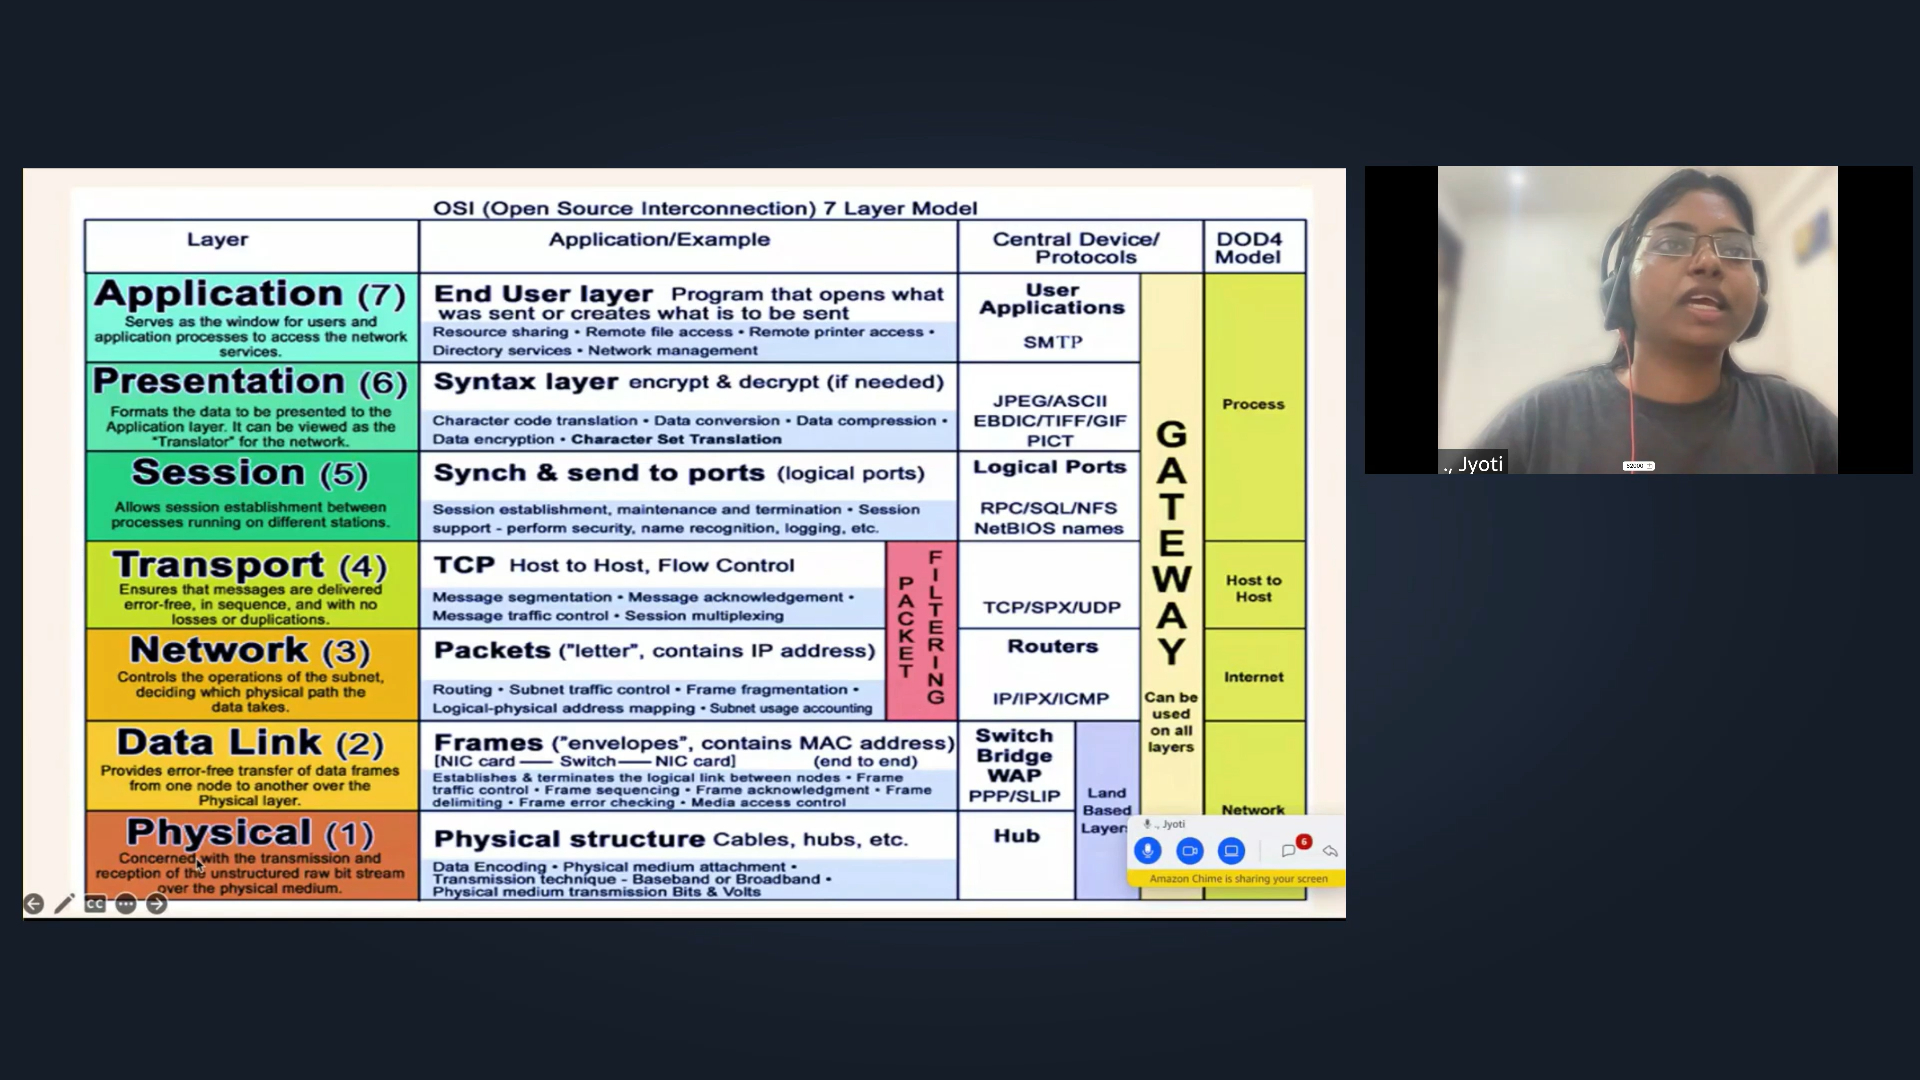 OSI (Open Source Interconnection) 7 Layer Model
Layer
Application/Example
Central Device/
Protocols
DOD4
Model
Application (7)
Serves as the window for users and
application processes to access the network
services.
End User layer Program that opens what
was sent or creates what is to be sent
Resource sharing • Remote file access • Remote printer access •
Directory services • Network management
User
Applications
SMTP
Presentation (6)
Formats the data to be presented to the
Application layer. It can be viewed as the
"Translator" for the network.
Syntax layer encrypt & decrypt (if needed)
Character code translation • Data conversion • Data compression •
Data encryption • Character Set Translation
JPEG/ASCII
EBDIC/TIFF/GIF
PICT
Session (5)
Allows session establishment between
processes running on different stations.
Synch & send to ports (logical ports)
Session establishment, maintenance and termination • Session
support - perform security, name recognition, logging, etc.
Logical Ports
RPC/SQL/NFS
NetBIOS names
Process
Transport (4)
Ensures that messages are delivered
error-free, in sequence, and with no
losses or duplications.
TCP Host to Host, Flow Control
Message segmentation • Message acknowledgement •
Message traffic control • Session multiplexing
PACKET
FILTERING
TCP/SPX/UDP
Host to
Host
Network (3)
Controls the operations of the subnet,
deciding which physical path the
data takes.
Packets ("letter", contains IP address)
Routing • Subnet traffic control • Frame fragmentation •
Logical-physical address mapping • Subnet usage accounting
Routers
IP/IPX/ICMP
Internet
GATEWAY
Can be
used
on all
layers
Data Link (2)
Provides error-free transfer of data frames
from one node to another over the
Physical layer.
Frames ("envelopes", contains MAC address)
[NIC card — Switch — NIC card] (end to end)
Establishes & terminates the logical link between nodes • Frame
traffic control • Frame sequencing • Frame acknowledgment • Frame
delimiting • Frame error checking • Media access control
Switch
Bridge
WAP
PPP/SLIP
Land
Based
Layers
Network
Physical (1)
Concerned with the transmission and
reception of the unstructured raw bit stream
over the physical medium.
Physical structure Cables, hubs, etc.
Data Encoding • Physical medium attachment •
Transmission technique - Baseband or Broadband •
Physical medium transmission Bits & Volts
Hub
., Jyoti
6
Amazon Chime is sharing your screen
CC
., Jyoti